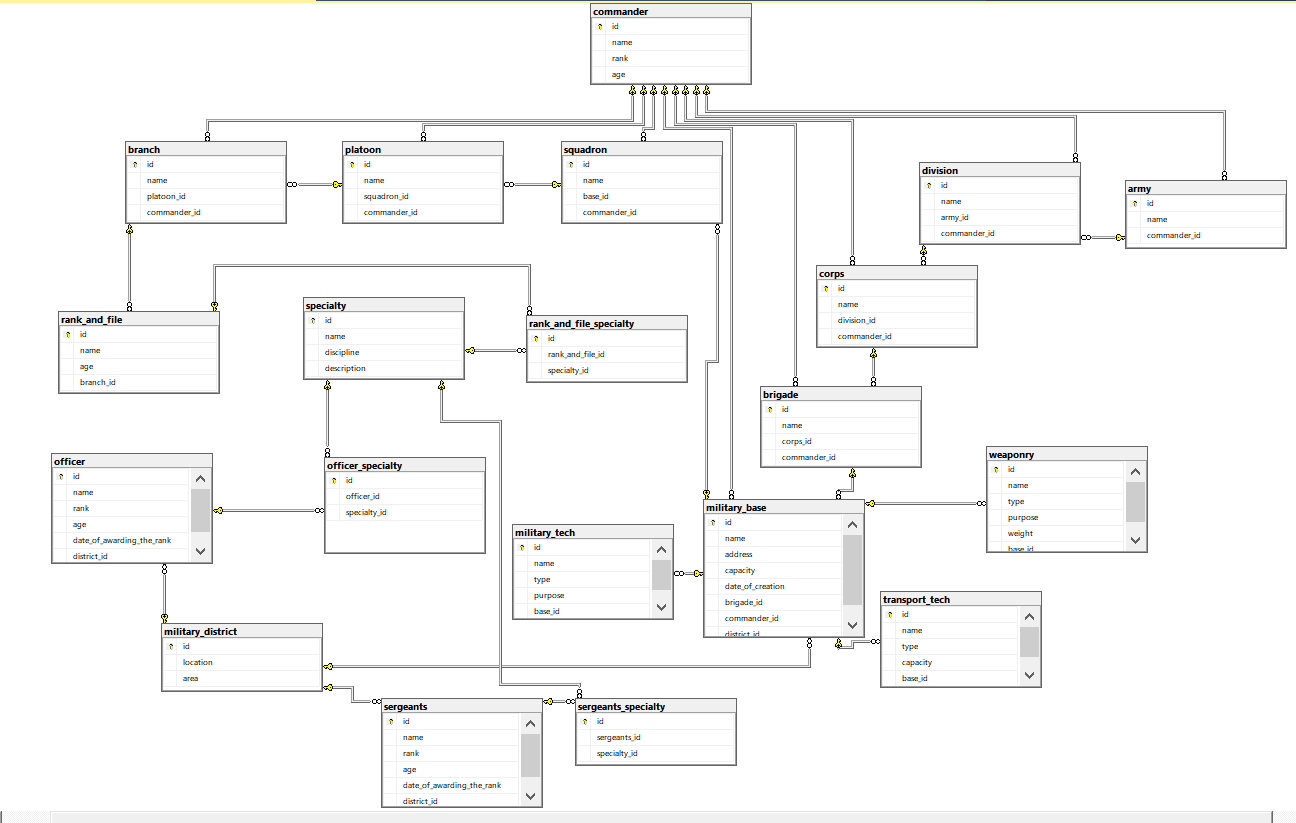 commander
id
name
rank
age
branch
id
name
platoon_id
commander_id
platoon
id
name
squadron_id
commander_id
squadron
id
name
base_id
commander_id
division
id
name
army_id
commander_id
army
id
name
commander_id
corps
id
name
division_id
commander_id
rank_and_file
id
name
age
branch_id
specialty
id
name
discipline
description
rank_and_file_specialty
id
rank_and_file_id
specialty_id
brigade
id
name
corps_id
commander_id
officer
id
name
rank
age
date_of_awarding_the_rank
district_id
officer_specialty
id
officer_id
specialty_id
weaponry
id
name
type
purpose
weight
base_id
military_base
id
name
address
capacity
date_of_creation
brigade_id
commander_id
district_id
military_tech
id
name
type
purpose
base_id
transport_tech
id
name
type
capacity
base_id
military_district
id
location
area
sergeants
id
name
rank
age
date_of_awarding_the_rank
district_id
sergeants_specialty
id
sergeants_id
specialty_id